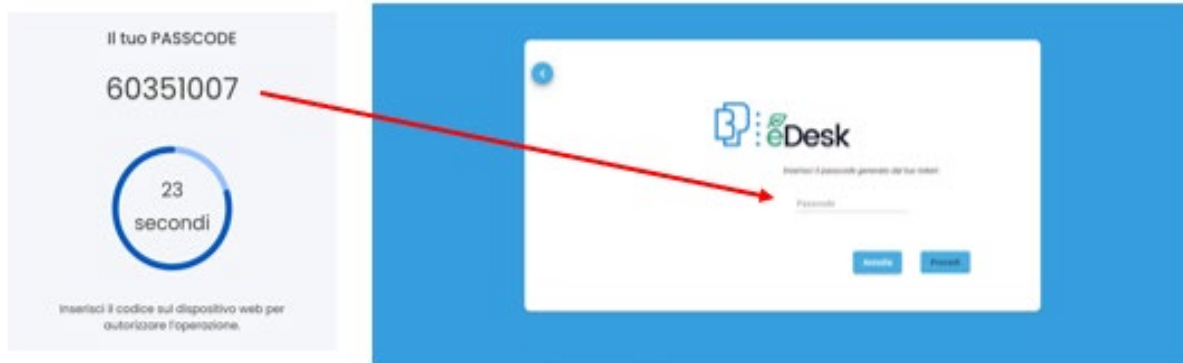 Il tuo PASSCODE
60351007
23
secondi
Inserisci il codice sul dispositivo web per
autorizzare l'operazione.
eDesk
Inserisci il passcode generato dal tuo token
Passcode
Annulla
Procedi